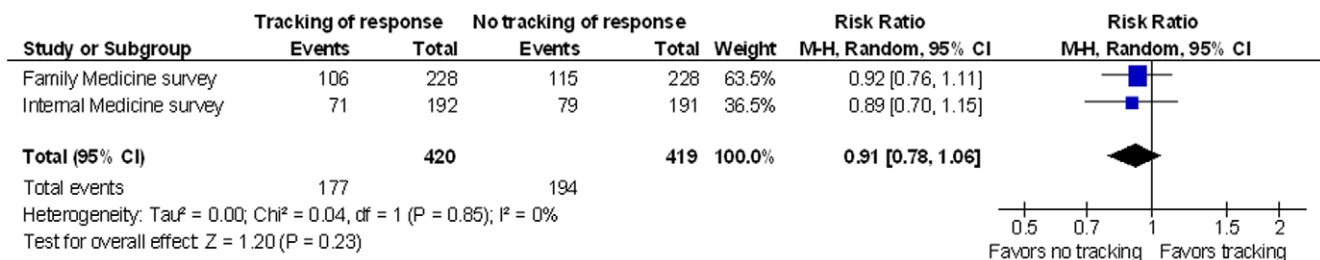 Tracking of response No tracking of response Risk Ratio Risk Ratio
Study or Subgroup Events Total Events Total Weight M-H, Random, 95% CI M-H, Random, 95% CI
Family Medicine survey 106 228 115 228 63.5% 0.92 [0.76, 1.11]
Internal Medicine survey 71 192 79 191 36.5% 0.89 [0.70, 1.15]
Total (95% CI) 420 419 100.0% 0.91 [0.78, 1.06]
Total events 177 194
Heterogeneity: Tau² = 0.00; Chi² = 0.04, df = 1 (P = 0.85); I² = 0%
Test for overall effect Z = 1.20 (P = 0.23)
0.5 0.7 1 1.5 2
Favors no tracking Favors tracking